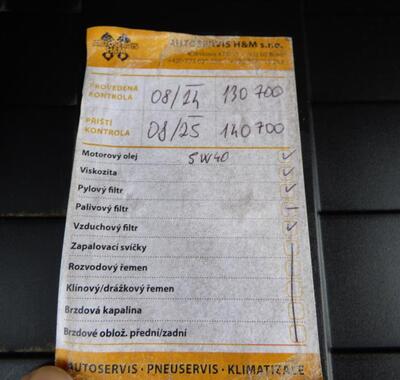 AUTOSERVIS H&M s.r.o.
PROVEDENÁ KONTROLA 08/24 130 700
PŘÍŠTÍ KONTROLA 08/25 140 700
Motorový olej 5W40
Viskozita
Pylový filtr
Palivový filtr
Vzduchový filtr
Zapalovací svíčky
Rozvodový řemen
Klínový/drážkový řemen
Brzdová kapalina
Brzdové oblož. přední/zadní
AUTOSERVIS · PNEUSERVIS · KLIMATIZACE